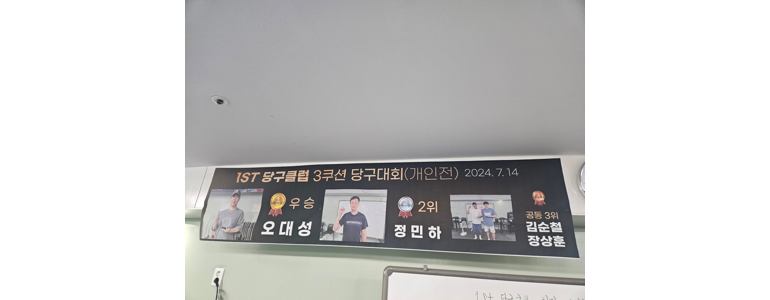 1ST 당구클럽 3쿠션 당구대회(개인전) 2024. 7. 14
우승
오대성
2위
정민하
공동 3위
김순철
장상훈
1st